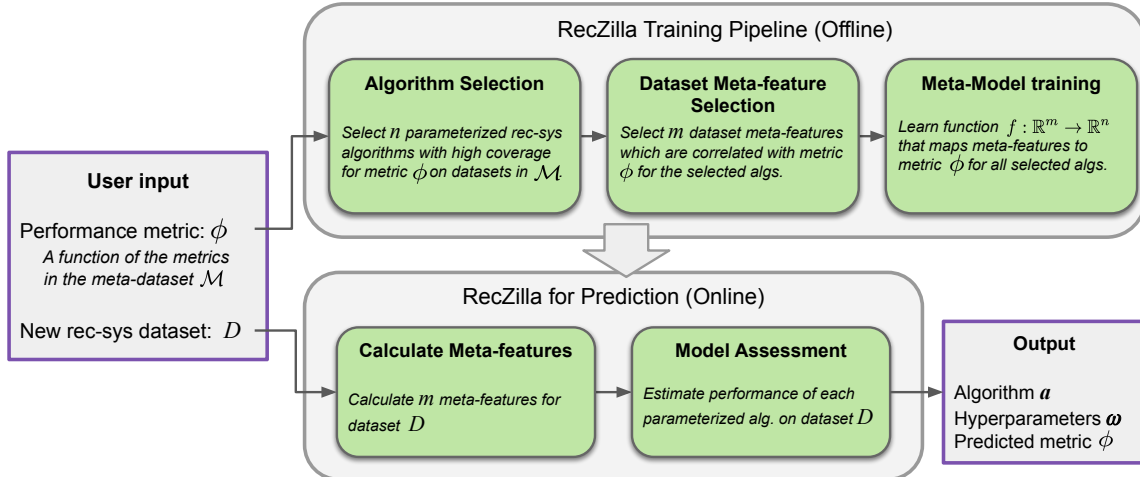 RecZilla Training Pipeline (Offline)
Algorithm Selection
Select n parameterized rec-sys
algorithms with high coverage
for metric ϕ on datasets in ℳ.
Dataset Meta-feature
Selection
Select m dataset meta-features
which are correlated with metric
ϕ for the selected algs.
Meta-Model training
Learn function f : ℝ^m → ℝ^n
that maps meta-features to
metric ϕ for all selected algs.
User input
Performance metric: ϕ
A function of the metrics
in the meta-dataset ℳ
New rec-sys dataset: D
RecZilla for Prediction (Online)
Calculate Meta-features
Calculate m meta-features for
dataset D
Model Assessment
Estimate performance of each
parameterized alg. on dataset D
Output
Algorithm a
Hyperparameters ω
Predicted metric ϕ